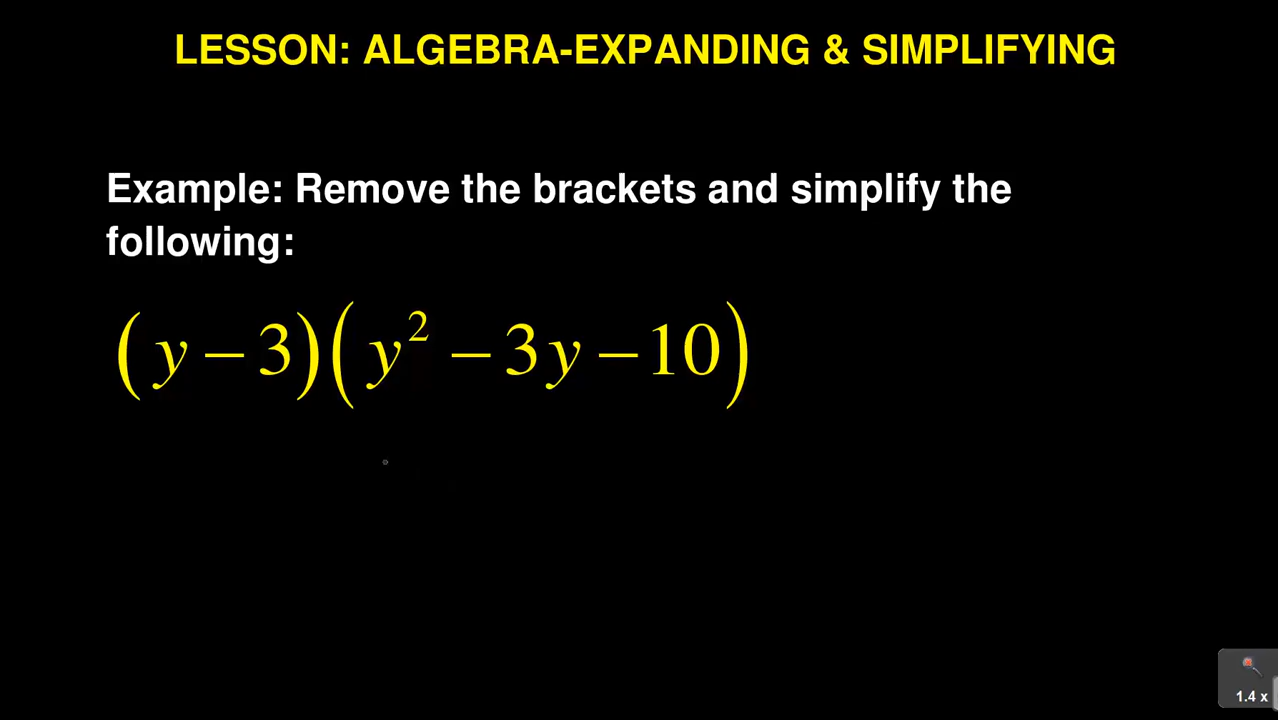 LESSON: ALGEBRA-EXPANDING & SIMPLIFYING
Example: Remove the brackets and simplify the
following:
(y − 3)(y² − 3y − 10)
1.4 x